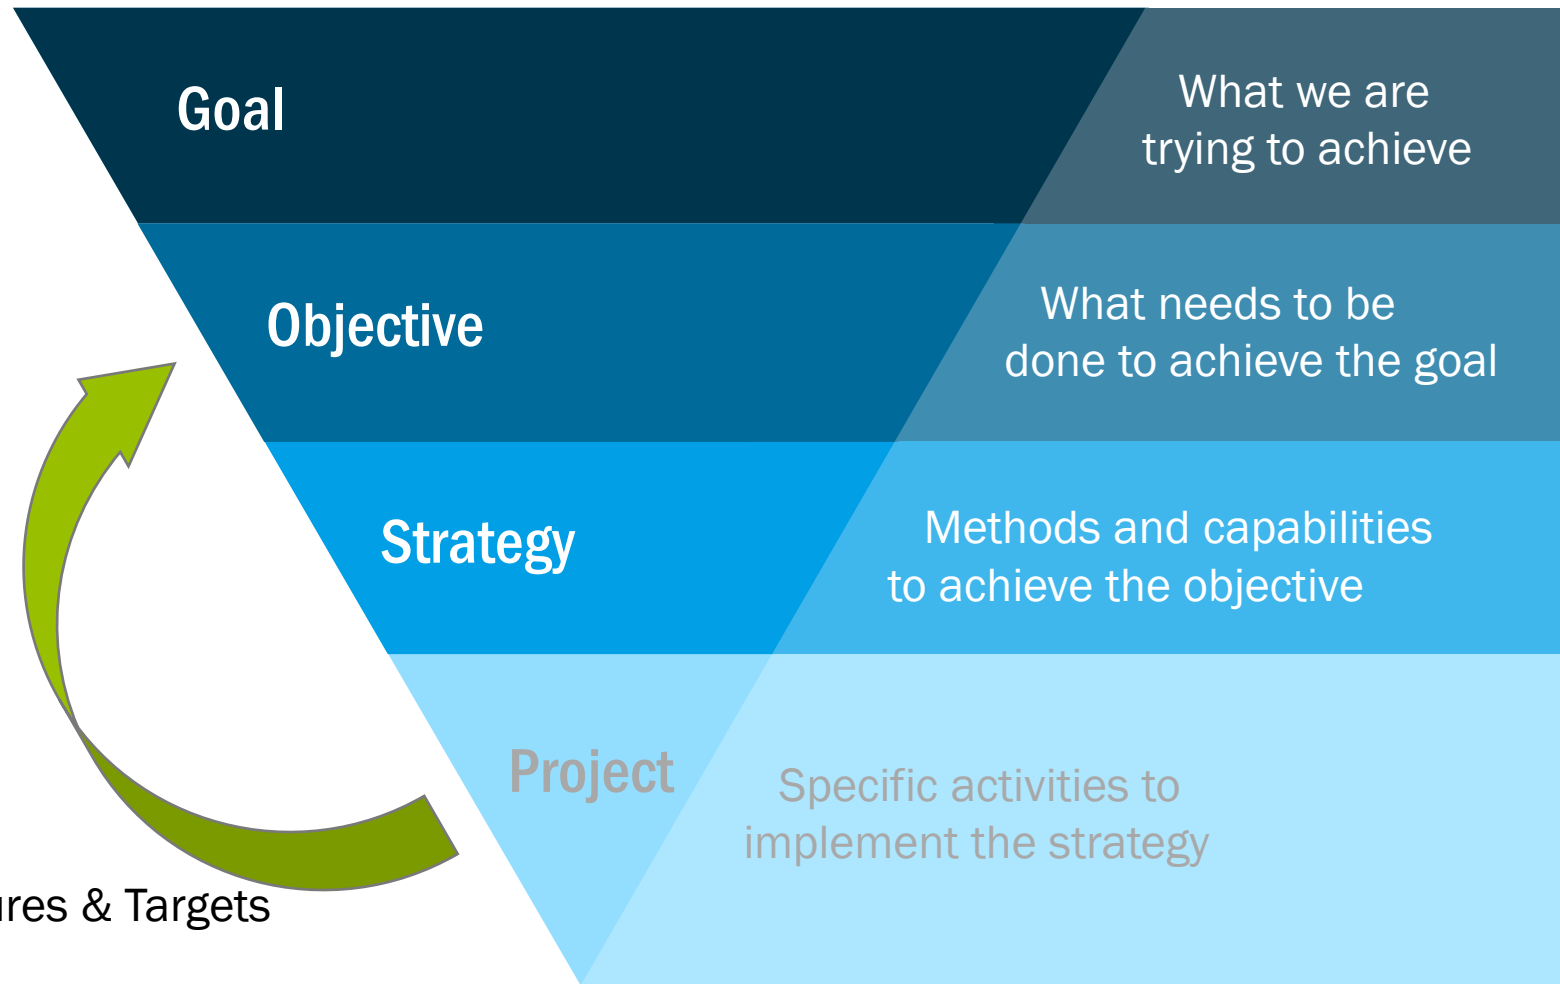 Goal
What we are
trying to achieve
Objective
What needs to be
done to achieve the goal
Strategy
Methods and capabilities
to achieve the objective
Project
Specific activities to
implement the strategy
& Targets